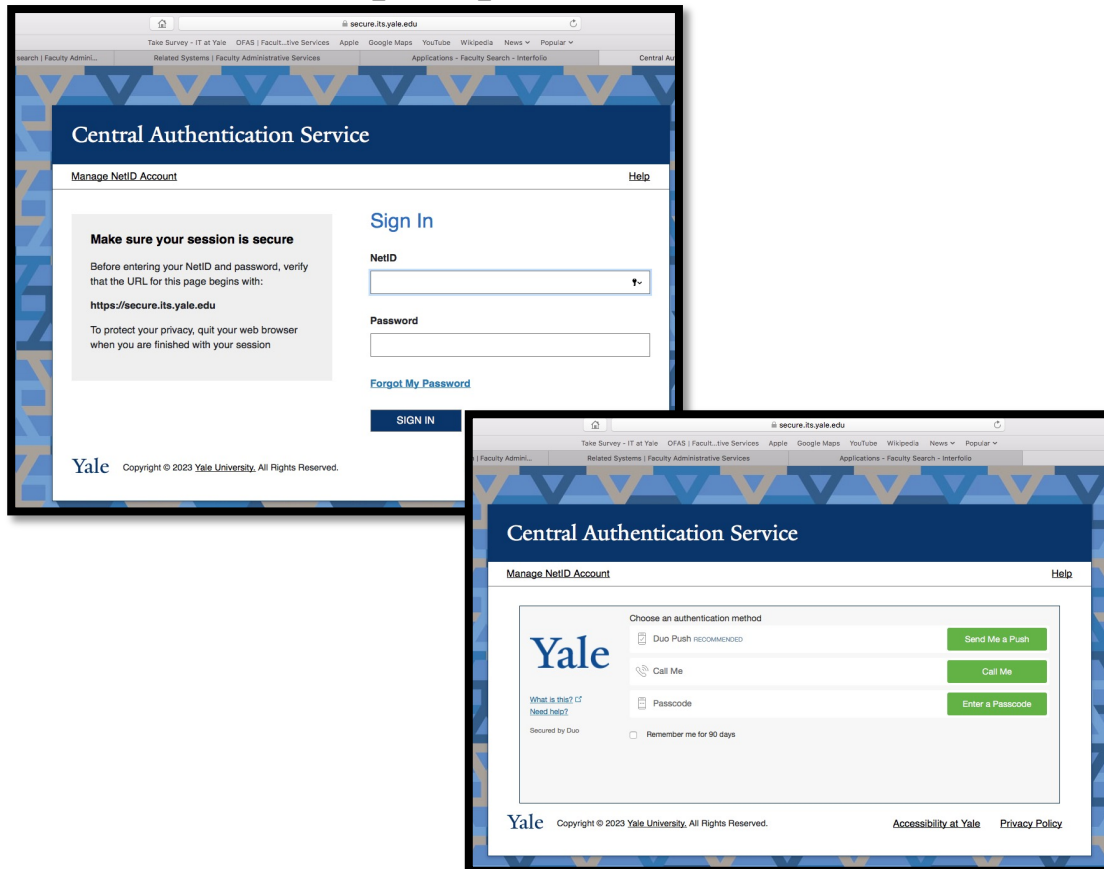 secure.its.yale.edu
Take Survey - IT at Yale OFAS | Facult...tive Services Apple Google Maps YouTube Wikipedia News Popular
search | Faculty Admini... Related Systems | Faculty Administrative Services Applications - Faculty Search - Interfolio Central Au
Central Authentication Service
Manage NetID Account Help
Make sure your session is secure
Before entering your NetID and password, verify
that the URL for this page begins with:
https://secure.its.yale.edu
To protect your privacy, quit your web browser
when you are finished with your session
Sign In
NetID
Password
Forgot My Password
SIGN IN
Yale Copyright © 2023 Yale University. All Rights Reserved.
secure.its.yale.edu
Take Survey - IT at Yale OFAS | Facult...tive Services Apple Google Maps YouTube Wikipedia News Popular
| Faculty Admini... Related Systems | Faculty Administrative Services Applications - Faculty Search - Interfolio
Central Authentication Service
Manage NetID Account Help
Yale
What is this?
Need help?
Secured by Duo
Choose an authentication method
Duo Push RECOMMENDED Send Me a Push
Call Me Call Me
Passcode Enter a Passcode
Remember me for 90 days
Yale Copyright © 2023 Yale University. All Rights Reserved. Accessibility at Yale Privacy Policy